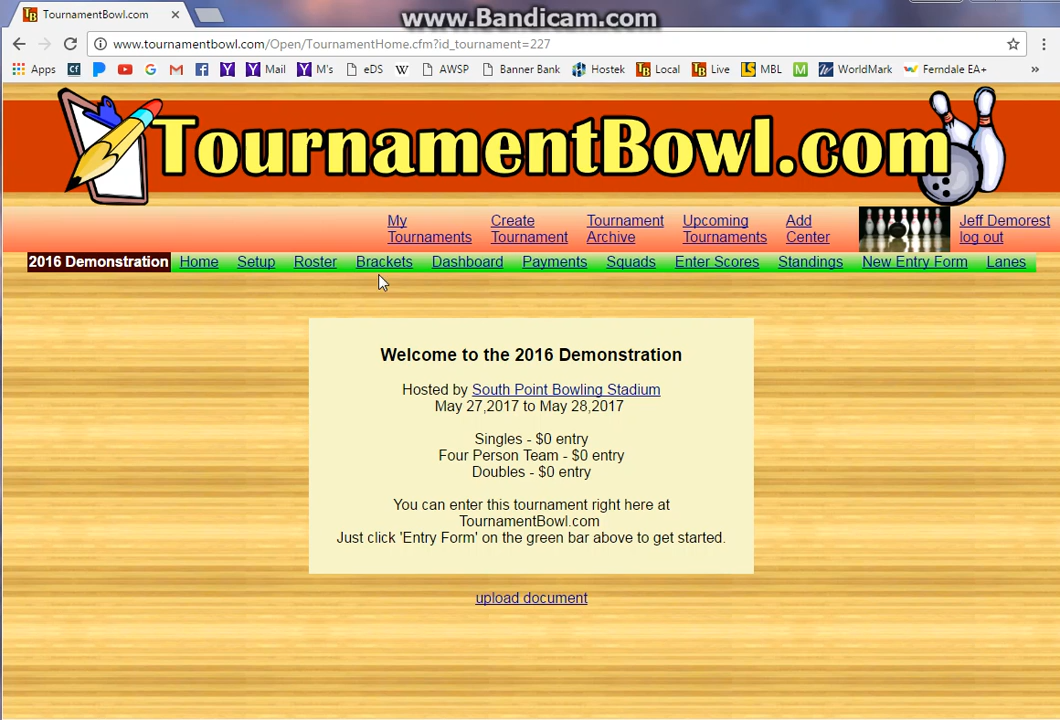 www.Bandicam.com
TournamentBowl.com
www.tournamentbowl.com/Open/TournamentHome.cfm?id_tournament=227
Apps Cf Mail M's eDS W AWSP Banner Bank Hostek Local Live MBL M WorldMark Ferndale EA+ »
TournamentBowl.com
My Tournaments
Create Tournament
Tournament Archive
Upcoming Tournaments
Add Center
Jeff Demorest
log out
2016 Demonstration Home Setup Roster Brackets Dashboard Payments Squads Enter Scores Standings New Entry Form Lanes
Welcome to the 2016 Demonstration
Hosted by South Point Bowling Stadium
May 27,2017 to May 28,2017
Singles - $0 entry
Four Person Team - $0 entry
Doubles - $0 entry
You can enter this tournament right here at
TournamentBowl.com
Just click 'Entry Form' on the green bar above to get started.
upload document